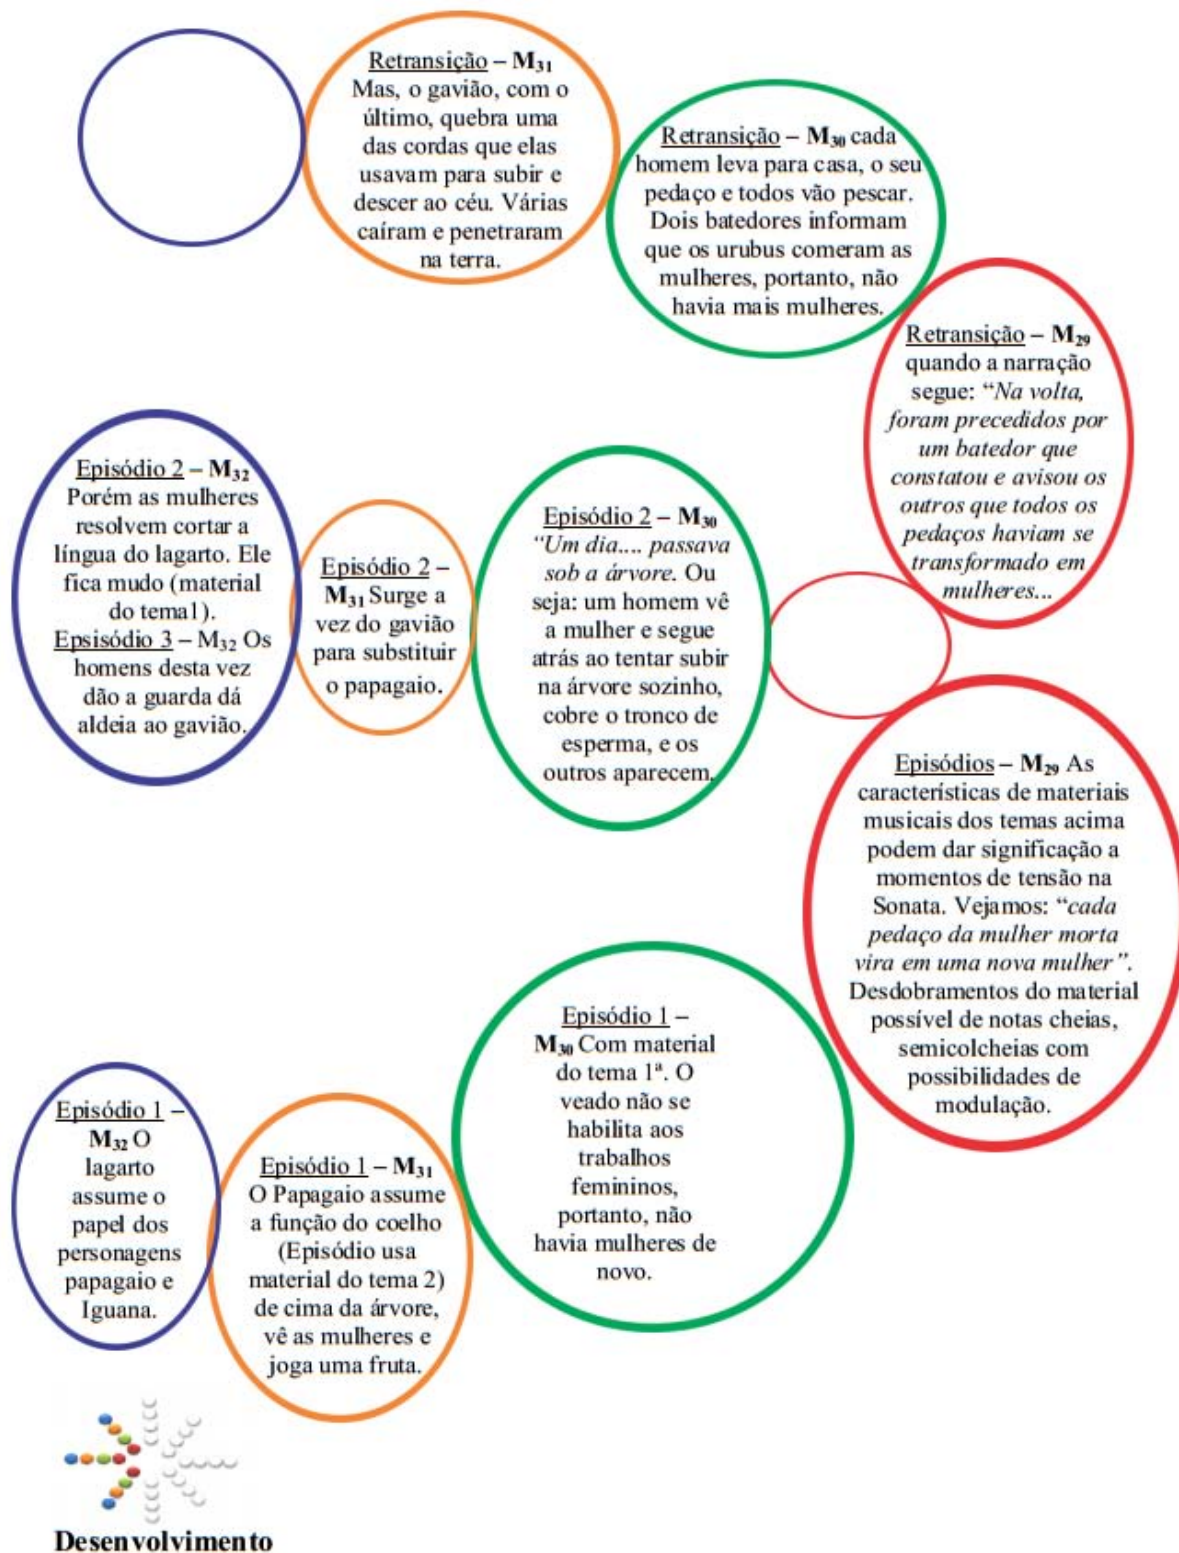 Retransição – M31
Mas, o gavião, com o
último, quebra uma
das cordas que elas
usavam para subir e
descer ao céu. Várias
caíram e penetraram
na terra.
Retransição – M30 cada
homem leva para casa, o seu
pedaço e todos vão pescar.
Dois batedores informam
que os urubus comeram as
mulheres, portanto, não
havia mais mulheres.
Retransição – M29
quando a narração
segue: “Na volta,
foram precedidos por
um batedor que
constatou e avisou os
outros que todos os
pedaços haviam se
transformado em
mulheres...
Episódio 2 – M32
Porém as mulheres
resolvem cortar a
língua do lagarto. Ele
fica mudo (material
do tema1).
Epsisódio 3 – M32 Os
homens desta vez
dão a guarda dá
aldeia ao gavião.
Episódio 2 –
M31 Surge a
vez do gavião
para substituir
o papagaio.
Episódio 2 – M30
“Um dia.... passava
sob a árvore. Ou
seja: um homem vê
a mulher e segue
atrás ao tentar subir
na árvore sozinho,
cobre o tronco de
esperma, e os
outros aparecem.
Episódios – M29 As
características de materiais
musicais dos temas acima
podem dar significação a
momentos de tensão na
Sonata. Vejamos: “cada
pedaço da mulher morta
vira em uma nova mulher”.
Desdobramentos do material
possível de notas cheias,
semicolcheias com
possibilidades de
modulação.
Episódio 1 –
M32 O
lagarto
assume o
papel dos
personagens
papagaio e
Iguana.
Episódio 1 – M31
O Papagaio assume
a função do coelho
(Episódio usa
material do tema 2)
de cima da árvore,
vê as mulheres e
joga uma fruta.
Episódio 1 –
M30 Com material
do tema 1ª. O
veado não se
habilita aos
trabalhos
femininos,
portanto, não
havia mulheres de
novo.
Desenvolvimento